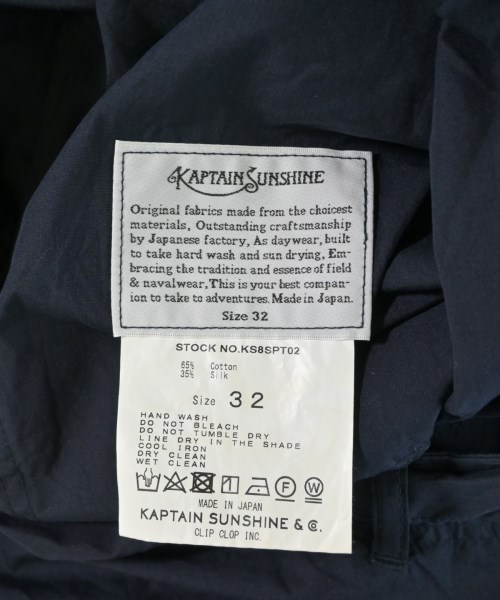 KAPTAIN SUNSHINE
Original fabrics made from the choicest
materials, Outstanding craftsmanship
by Japanese factory, As daywear, built
to take hard wash and sun drying, Em-
bracing the tradition and essence of field
& navalwear, This is your best compan-
ion to take to adventures. Made in Japan.
Size 32
STOCK NO.KS8SPT02
65% Cotton
35% Silk
Size 32
HAND WASH
DO NOT BLEACH
DO NOT TUMBLE DRY
LINE DRY IN THE SHADE
COOL IRON
DRY CLEAN
WET CLEAN
F W
MADE IN JAPAN
KAPTAIN SUNSHINE & Co.
CLIP CLOP INC.